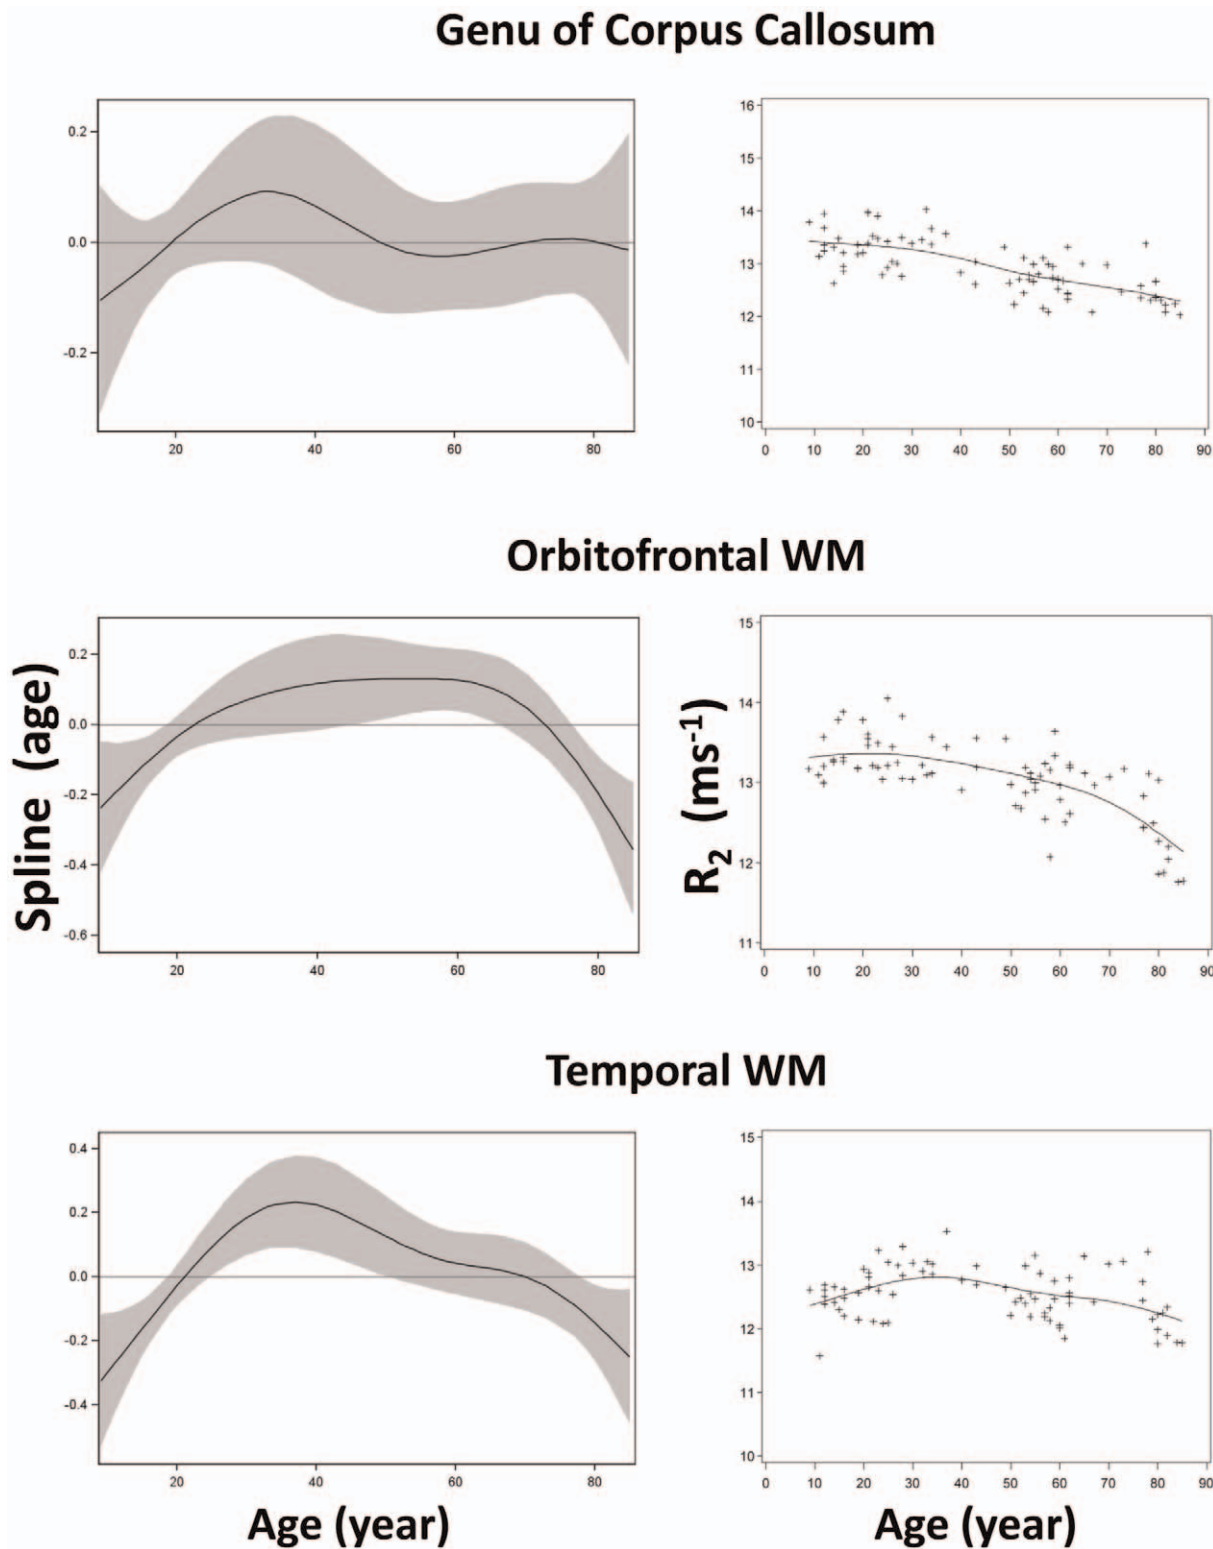 Genu of Corpus Callosum
0.2
0.0
-0.2
20 40 60 80
16
15
14
13
12
11
10
0 10 20 30 40 50 60 70 80 90
Orbitofrontal WM
Spline (age)
0.2
0.0
-0.2
-0.4
-0.6
20 40 60 80
R2 (ms-1)
15
14
13
12
11
0 10 20 30 40 50 60 70 80 90
Temporal WM
0.4
0.2
0.0
-0.2
-0.4
20 40 60 80
15
14
13
12
11
10
0 10 20 30 40 50 60 70 80 90
Age (year) Age (year)